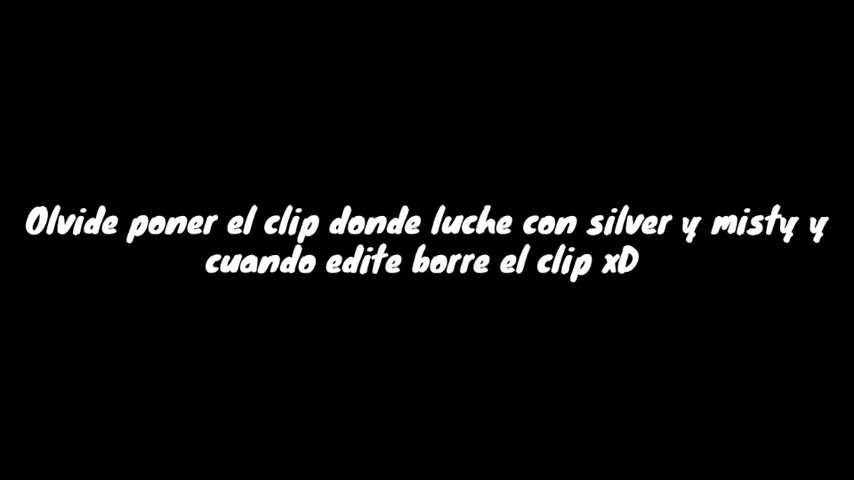 Olvide poner el clip donde luche con silver y misty y
cuando edite borre el clip xD